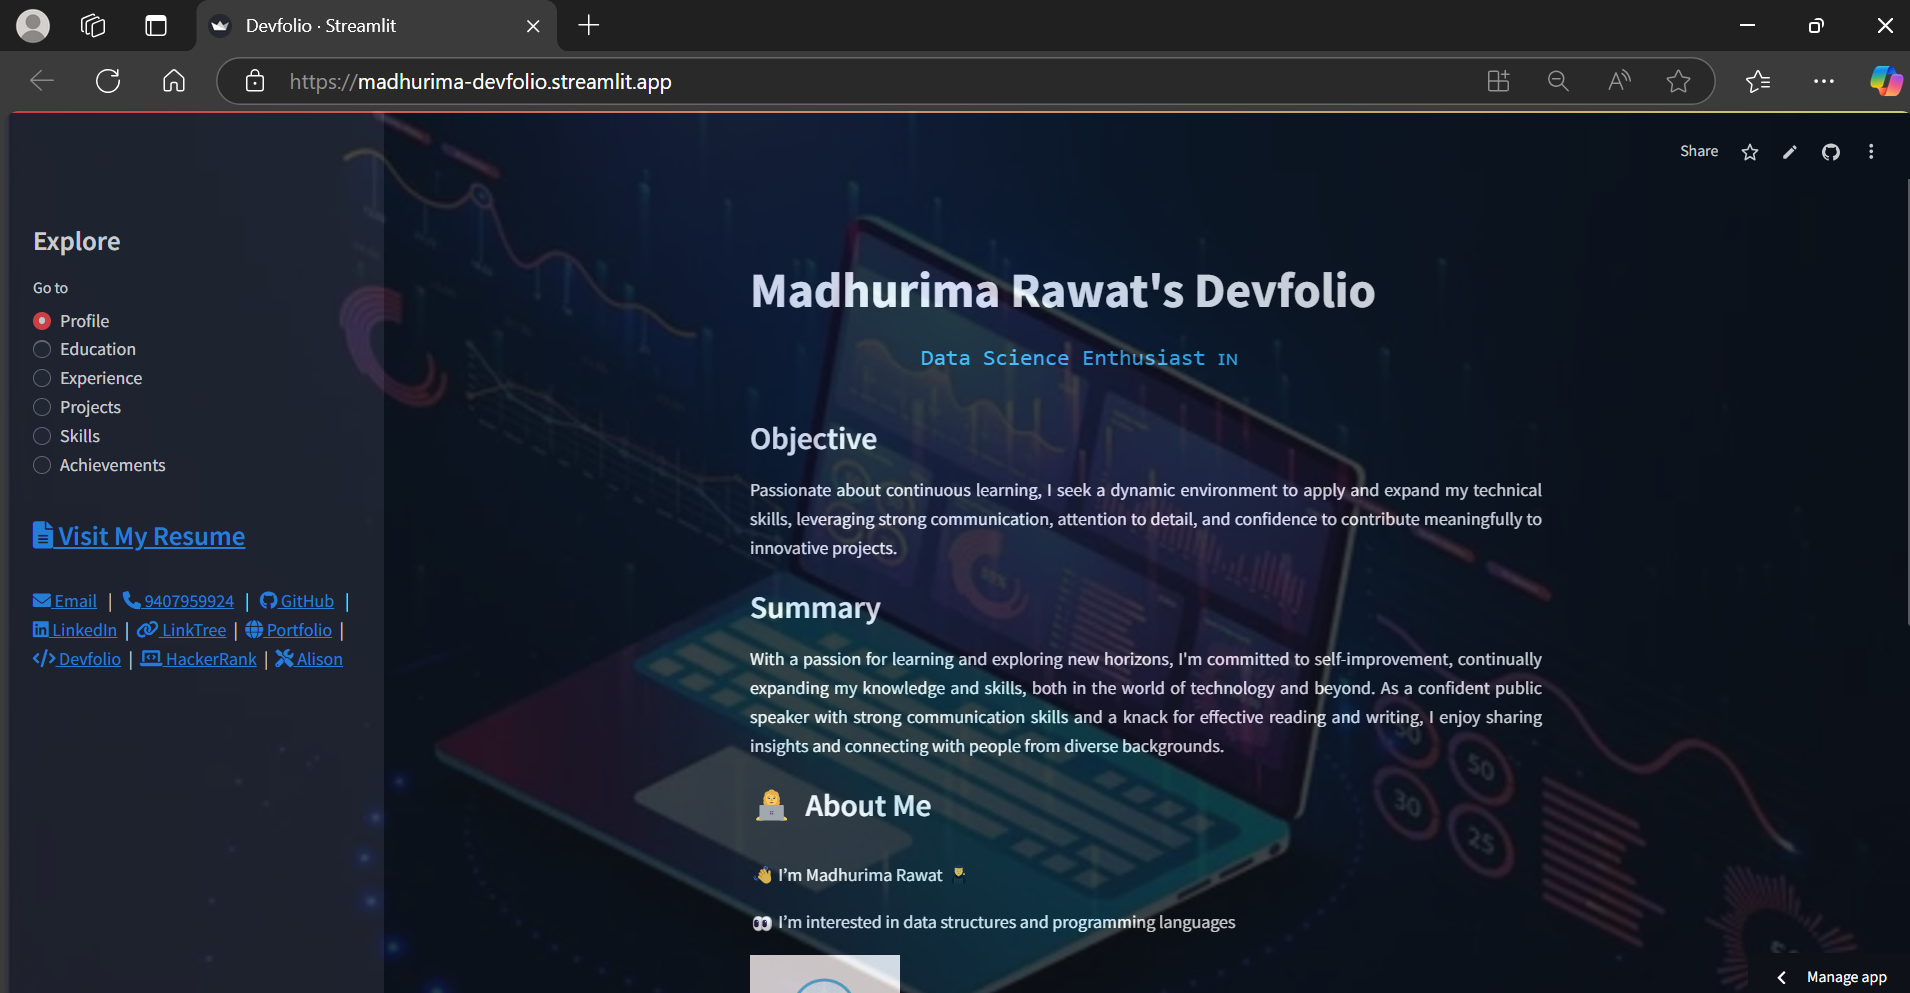 Devfolio · Streamlit
https://madhurima-devfolio.streamlit.app
Share
Explore
Go to
Profile
Education
Experience
Projects
Skills
Achievements
Visit My Resume
Email | 9407959924 | GitHub |
LinkedIn | LinkTree | Portfolio |
</> Devfolio | HackerRank | Alison
Madhurima Rawat's Devfolio
Data Science Enthusiast IN
Objective
Passionate about continuous learning, I seek a dynamic environment to apply and expand my technical
skills, leveraging strong communication, attention to detail, and confidence to contribute meaningfully to
innovative projects.
Summary
With a passion for learning and exploring new horizons, I'm committed to self-improvement, continually
expanding my knowledge and skills, both in the world of technology and beyond. As a confident public
speaker with strong communication skills and a knack for effective reading and writing, I enjoy sharing
insights and connecting with people from diverse backgrounds.
👩‍💻 About Me
👋 I’m Madhurima Rawat
👀 I’m interested in data structures and programming languages
50
50
30
25
Manage app